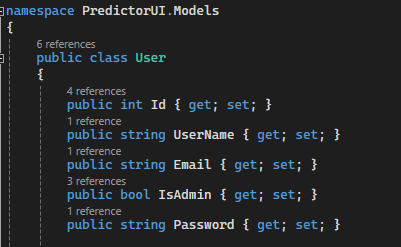 namespace PredictorUI.Models
{
6 references
public class User
{
4 references
public int Id { get; set; }
1 reference
public string UserName { get; set; }
1 reference
public string Email { get; set; }
3 references
public bool IsAdmin { get; set; }
1 reference
public string Password { get; set; }